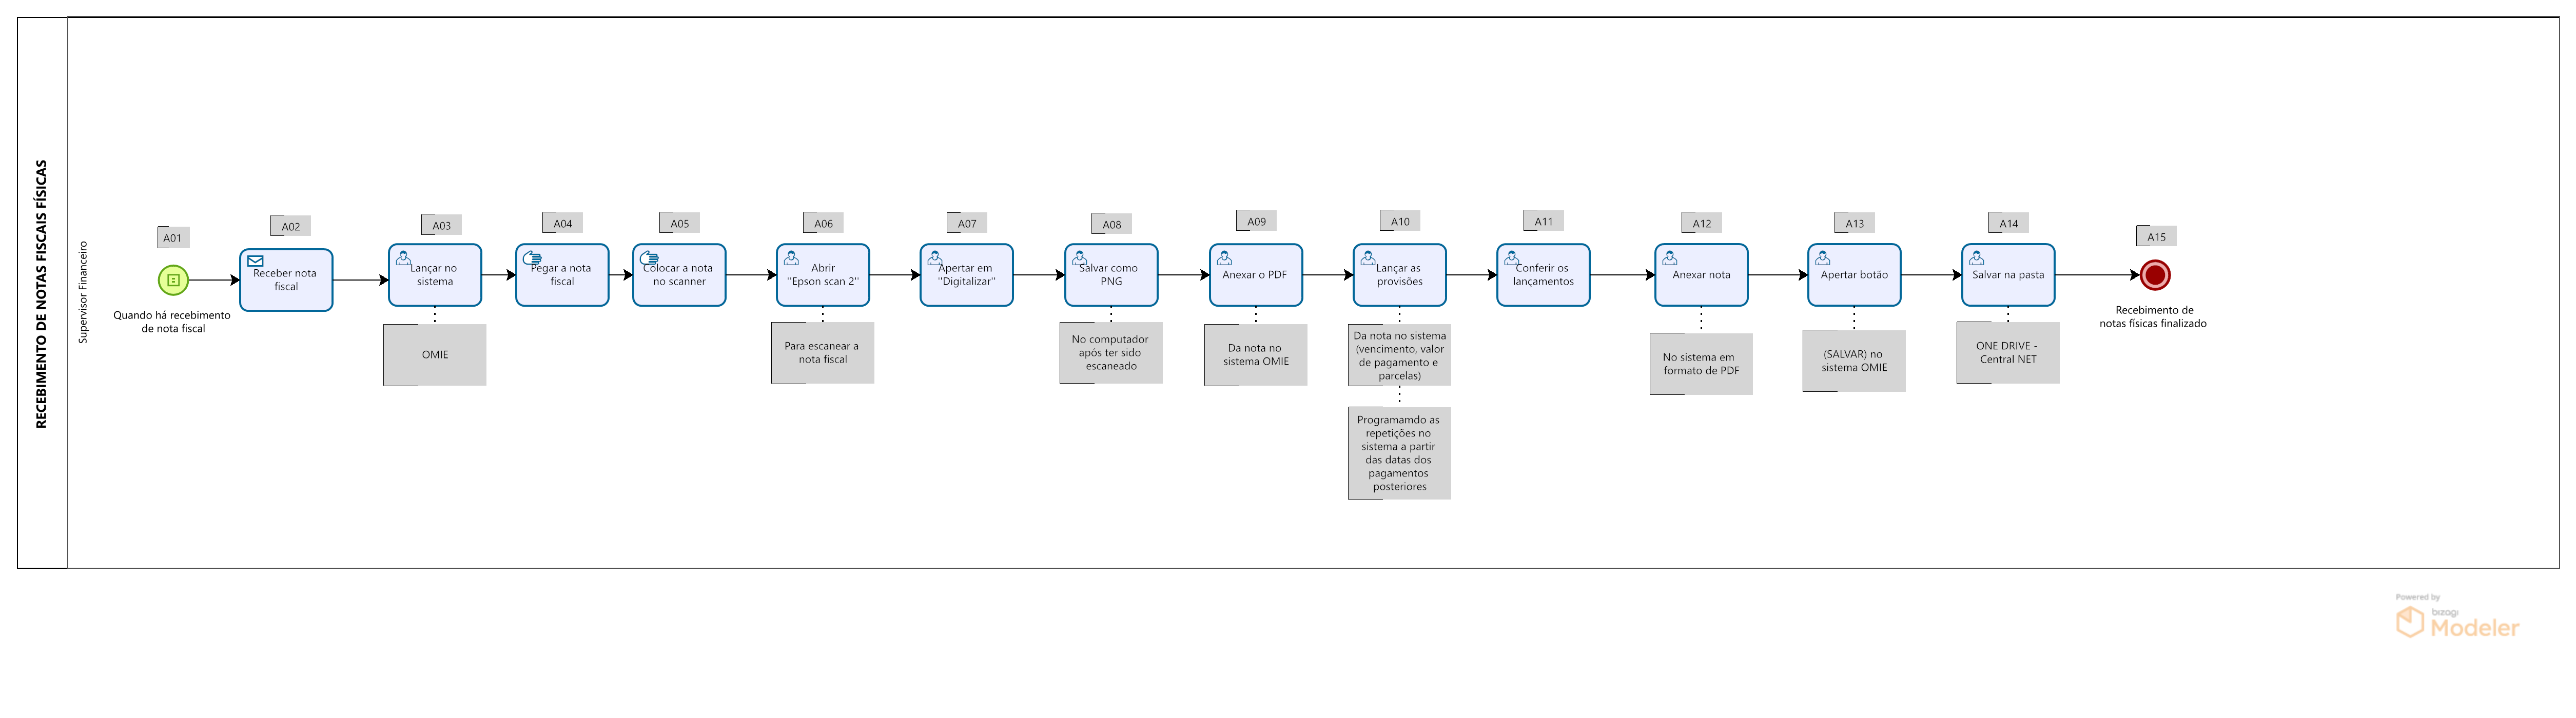 RECEBIMENTO DE NOTAS FISCAIS FÍSICAS
Supervisor Financeiro
A01
Quando há recebimento
de nota fiscal
A02
Receber nota
fiscal
A03
Lançar no
sistema
OMIE
A04
Pegar a nota
fiscal
A05
Colocar a nota
no scanner
A06
Abrir
"Epson scan 2"
Para escanear a
nota fiscal
A07
Apertar em
"Digitalizar"
A08
Salvar como
PNG
No computador
após ter sido
escaneado
A09
Anexar o PDF
Da nota no
sistema OMIE
A10
Lançar as
provisões
Da nota no sistema
(vencimento, valor
de pagamento e
parcelas)
Programamdo as
repetições no
sistema a partir
das datas dos
pagamentos
posteriores
A11
Conferir os
lançamentos
A12
Anexar nota
No sistema em
formato de PDF
A13
Apertar botão
(SALVAR) no
sistema OMIE
A14
Salvar na pasta
ONE DRIVE -
Central NET
A15
Recebimento de
notas físicas finalizado
Powered by
bizagi
Modeler